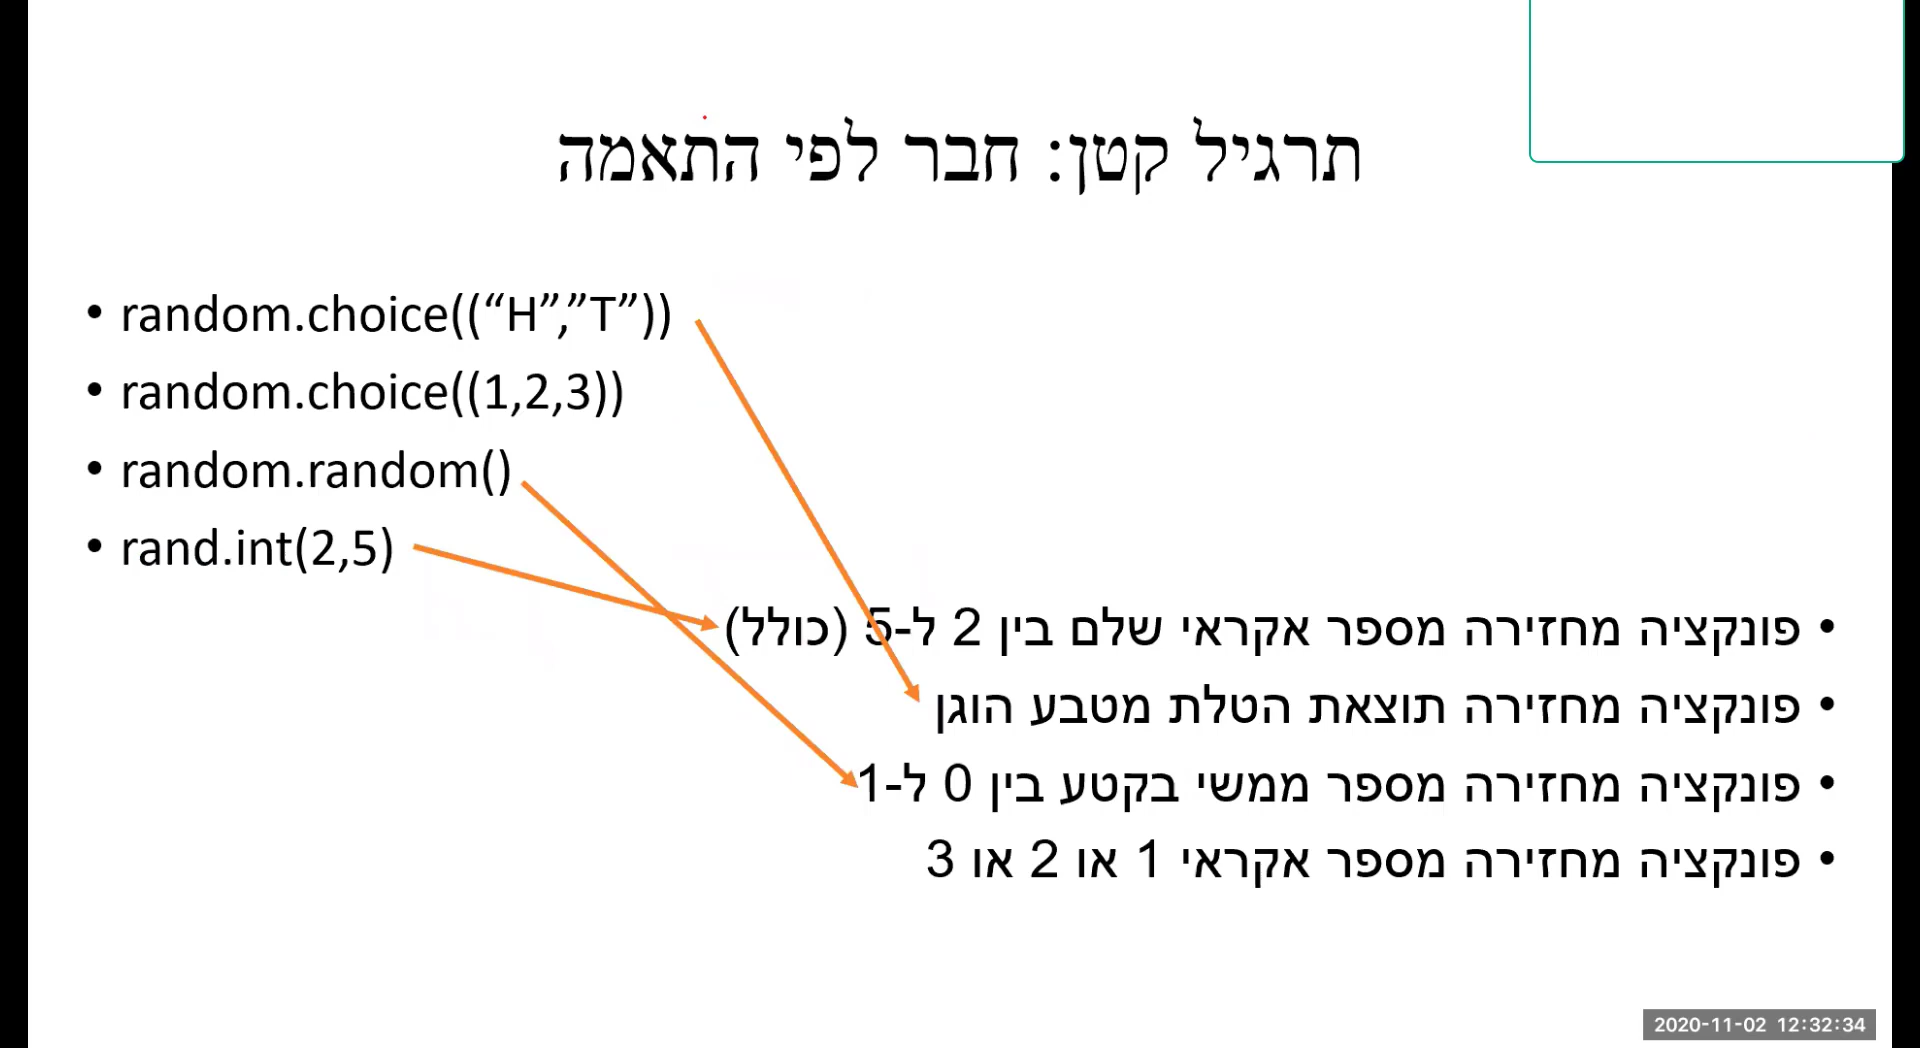 תרגיל קטן: חבר לפי התאמה
• random.choice((“H”,”T”))
• random.choice((1,2,3))
• random.random()
• rand.int(2,5)
• פונקציה מחזירה מספר אקראי שלם בין 2 ל-5 (כולל)
• פונקציה מחזירה תוצאת הטלת מטבע הוגן
• פונקציה מחזירה מספר ממשי בקטע בין 0 ל-1
• פונקציה מחזירה מספר אקראי 1 או 2 או 3
2020-11-02 12:32:34